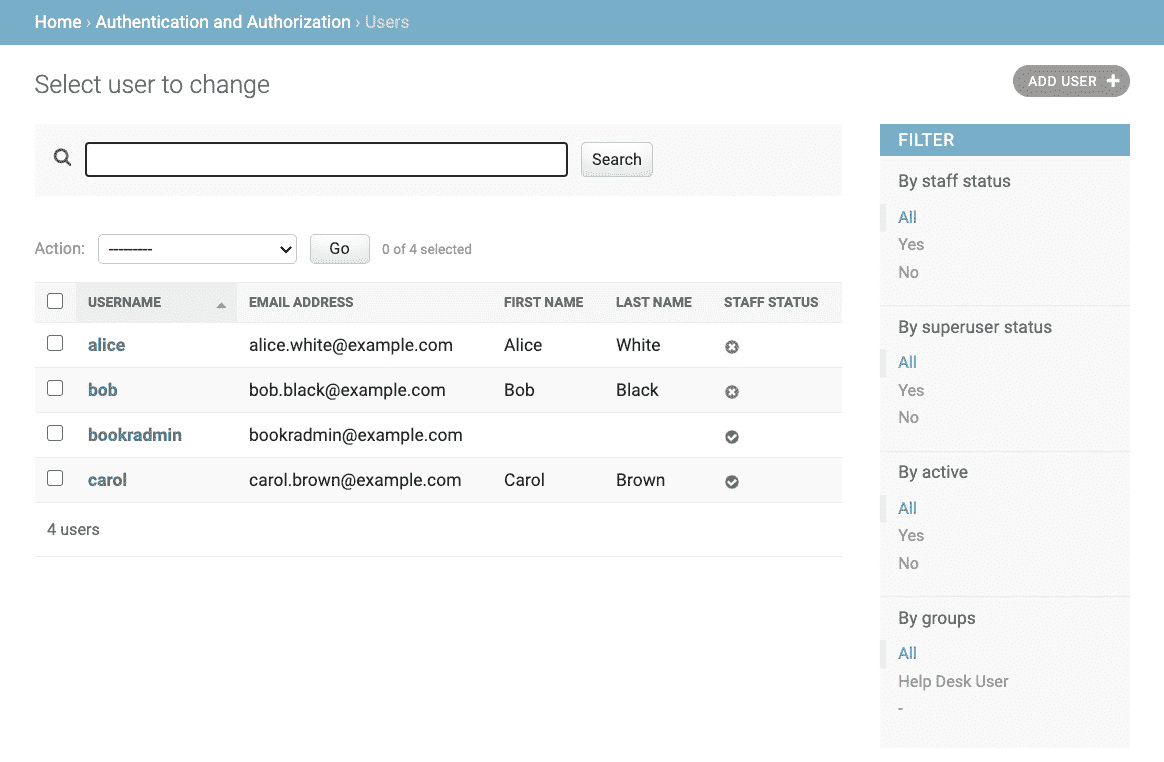 Home › Authentication and Authorization › Users
Select user to change
ADD USER +
Search
Action: --------- Go 0 of 4 selected
USERNAME EMAIL ADDRESS FIRST NAME LAST NAME STAFF STATUS
alice alice.white@example.com Alice White
bob bob.black@example.com Bob Black
bookradmin bookradmin@example.com
carol carol.brown@example.com Carol Brown
4 users
FILTER
By staff status
All
Yes
No
By superuser status
All
Yes
No
By active
All
Yes
No
By groups
All
Help Desk User
-